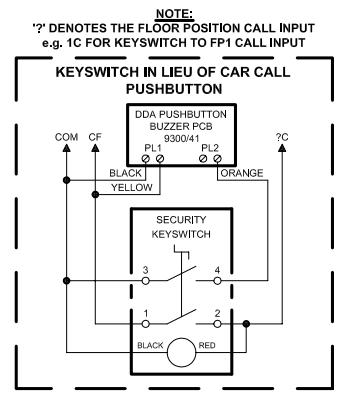 NOTE:
'?' DENOTES THE FLOOR POSITION CALL INPUT
e.g. 1C FOR KEYSWITCH TO FP1 CALL INPUT
KEYSWITCH IN LIEU OF CAR CALL
PUSHBUTTON
DDA PUSHBUTTON
BUZZER PCB
9300/41
COM CF ?C
PL1 PL2
BLACK ORANGE
YELLOW
SECURITY
KEYSWITCH
3 4
1 2
BLACK RED